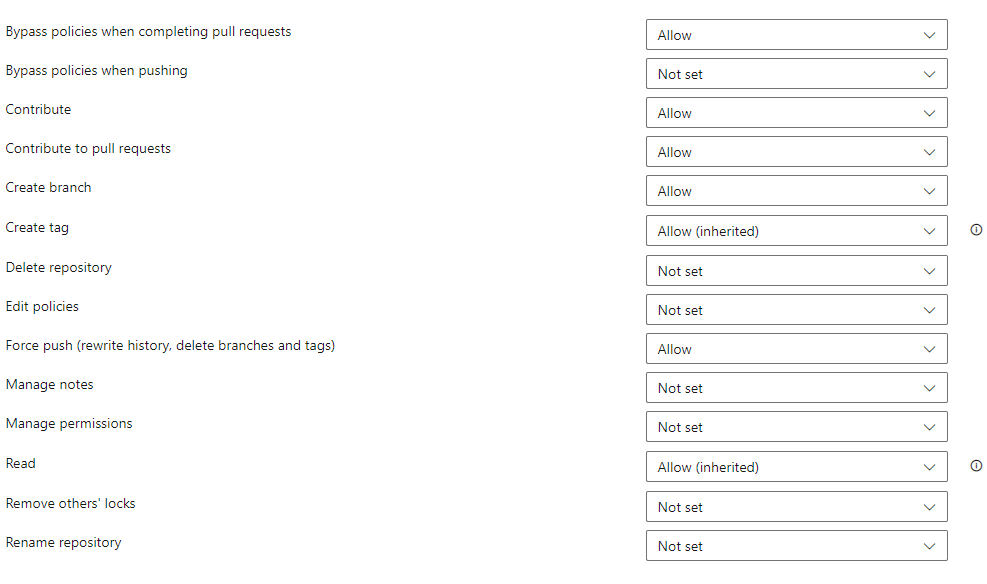 Bypass policies when completing pull requests Allow
Bypass policies when pushing Not set
Contribute Allow
Contribute to pull requests Allow
Create branch Allow
Create tag Allow (inherited)
Delete repository Not set
Edit policies Not set
Force push (rewrite history, delete branches and tags) Allow
Manage notes Not set
Manage permissions Not set
Read Allow (inherited)
Remove others' locks Not set
Rename repository Not set